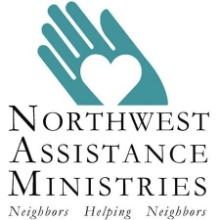 NORTHWEST
ASSISTANCE
MINISTRIES
Neighbors Helping Neighbors